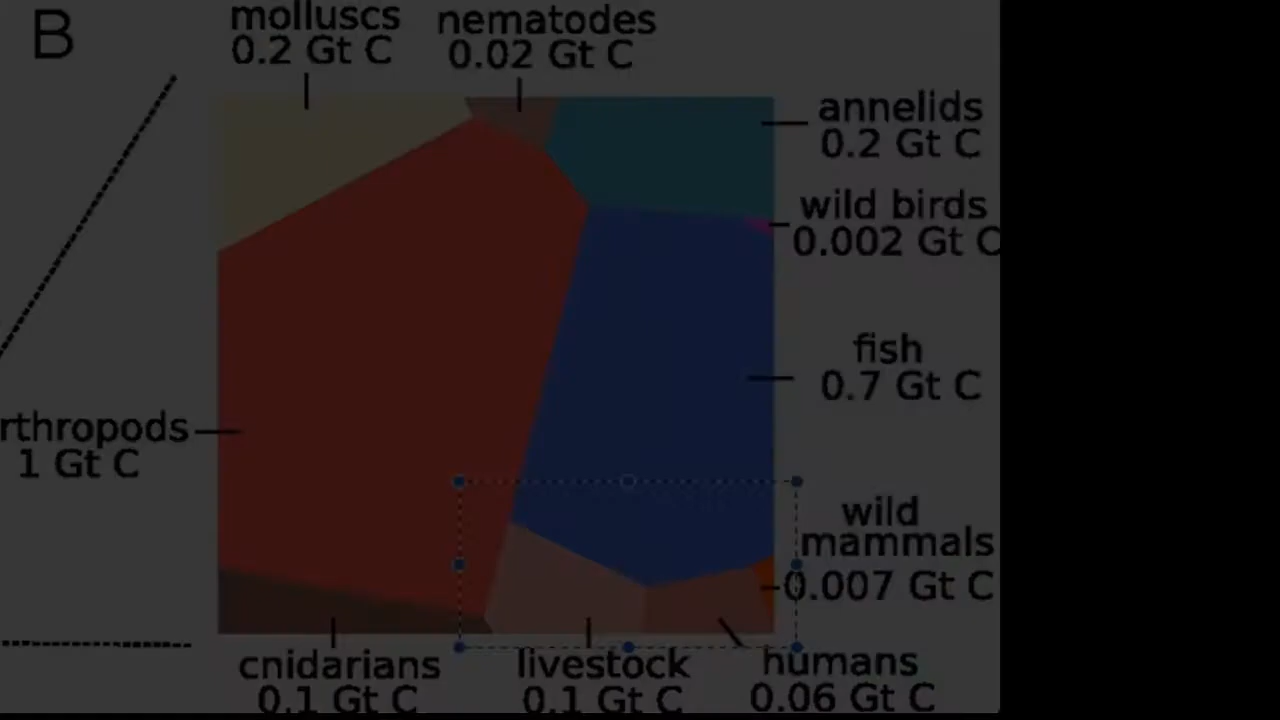 B
molluscs
0.2 Gt C
nematodes
0.02 Gt C
annelids
0.2 Gt C
wild birds
0.002 Gt C
fish
0.7 Gt C
rthropods
1 Gt C
wild
mammals
0.007 Gt C
cnidarians
0.1 Gt C
livestock
0.1 Gt C
humans
0.06 Gt C